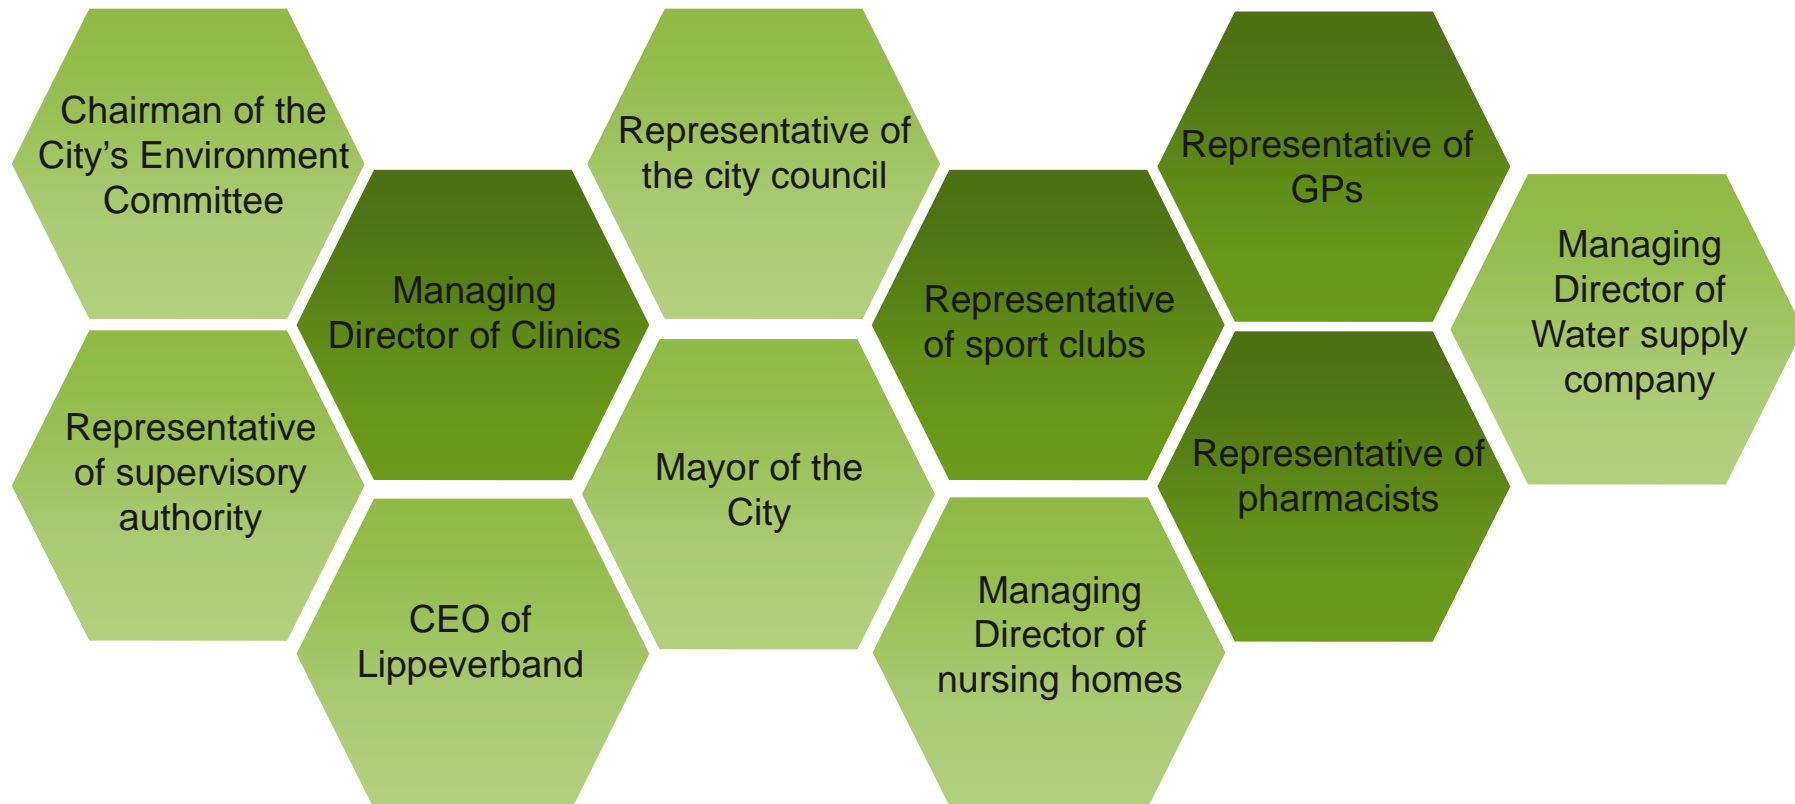 Chairman of the
City’s Environment
Committee
Representative of
the city council
Representative of
GPs
Managing
Director of Clinics
Representative
of sport clubs
Managing
Director of
Water supply
company
Representative
of supervisory
authority
Mayor of the
City
Representative of
pharmacists
CEO of
Lippeverband
Managing
Director of
nursing homes